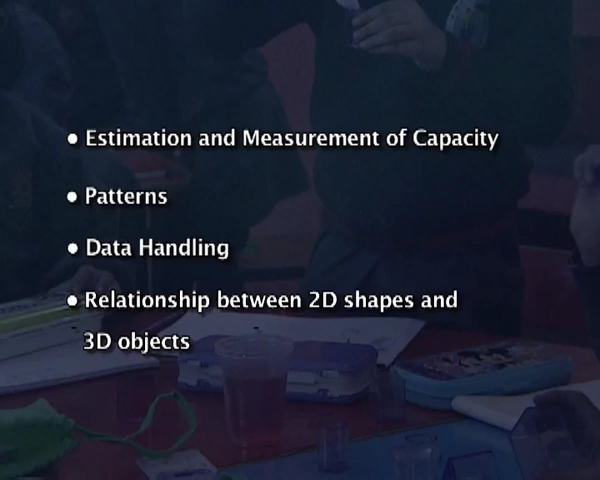 • Estimation and Measurement of Capacity
• Patterns
• Data Handling
• Relationship between 2D shapes and
3D objects